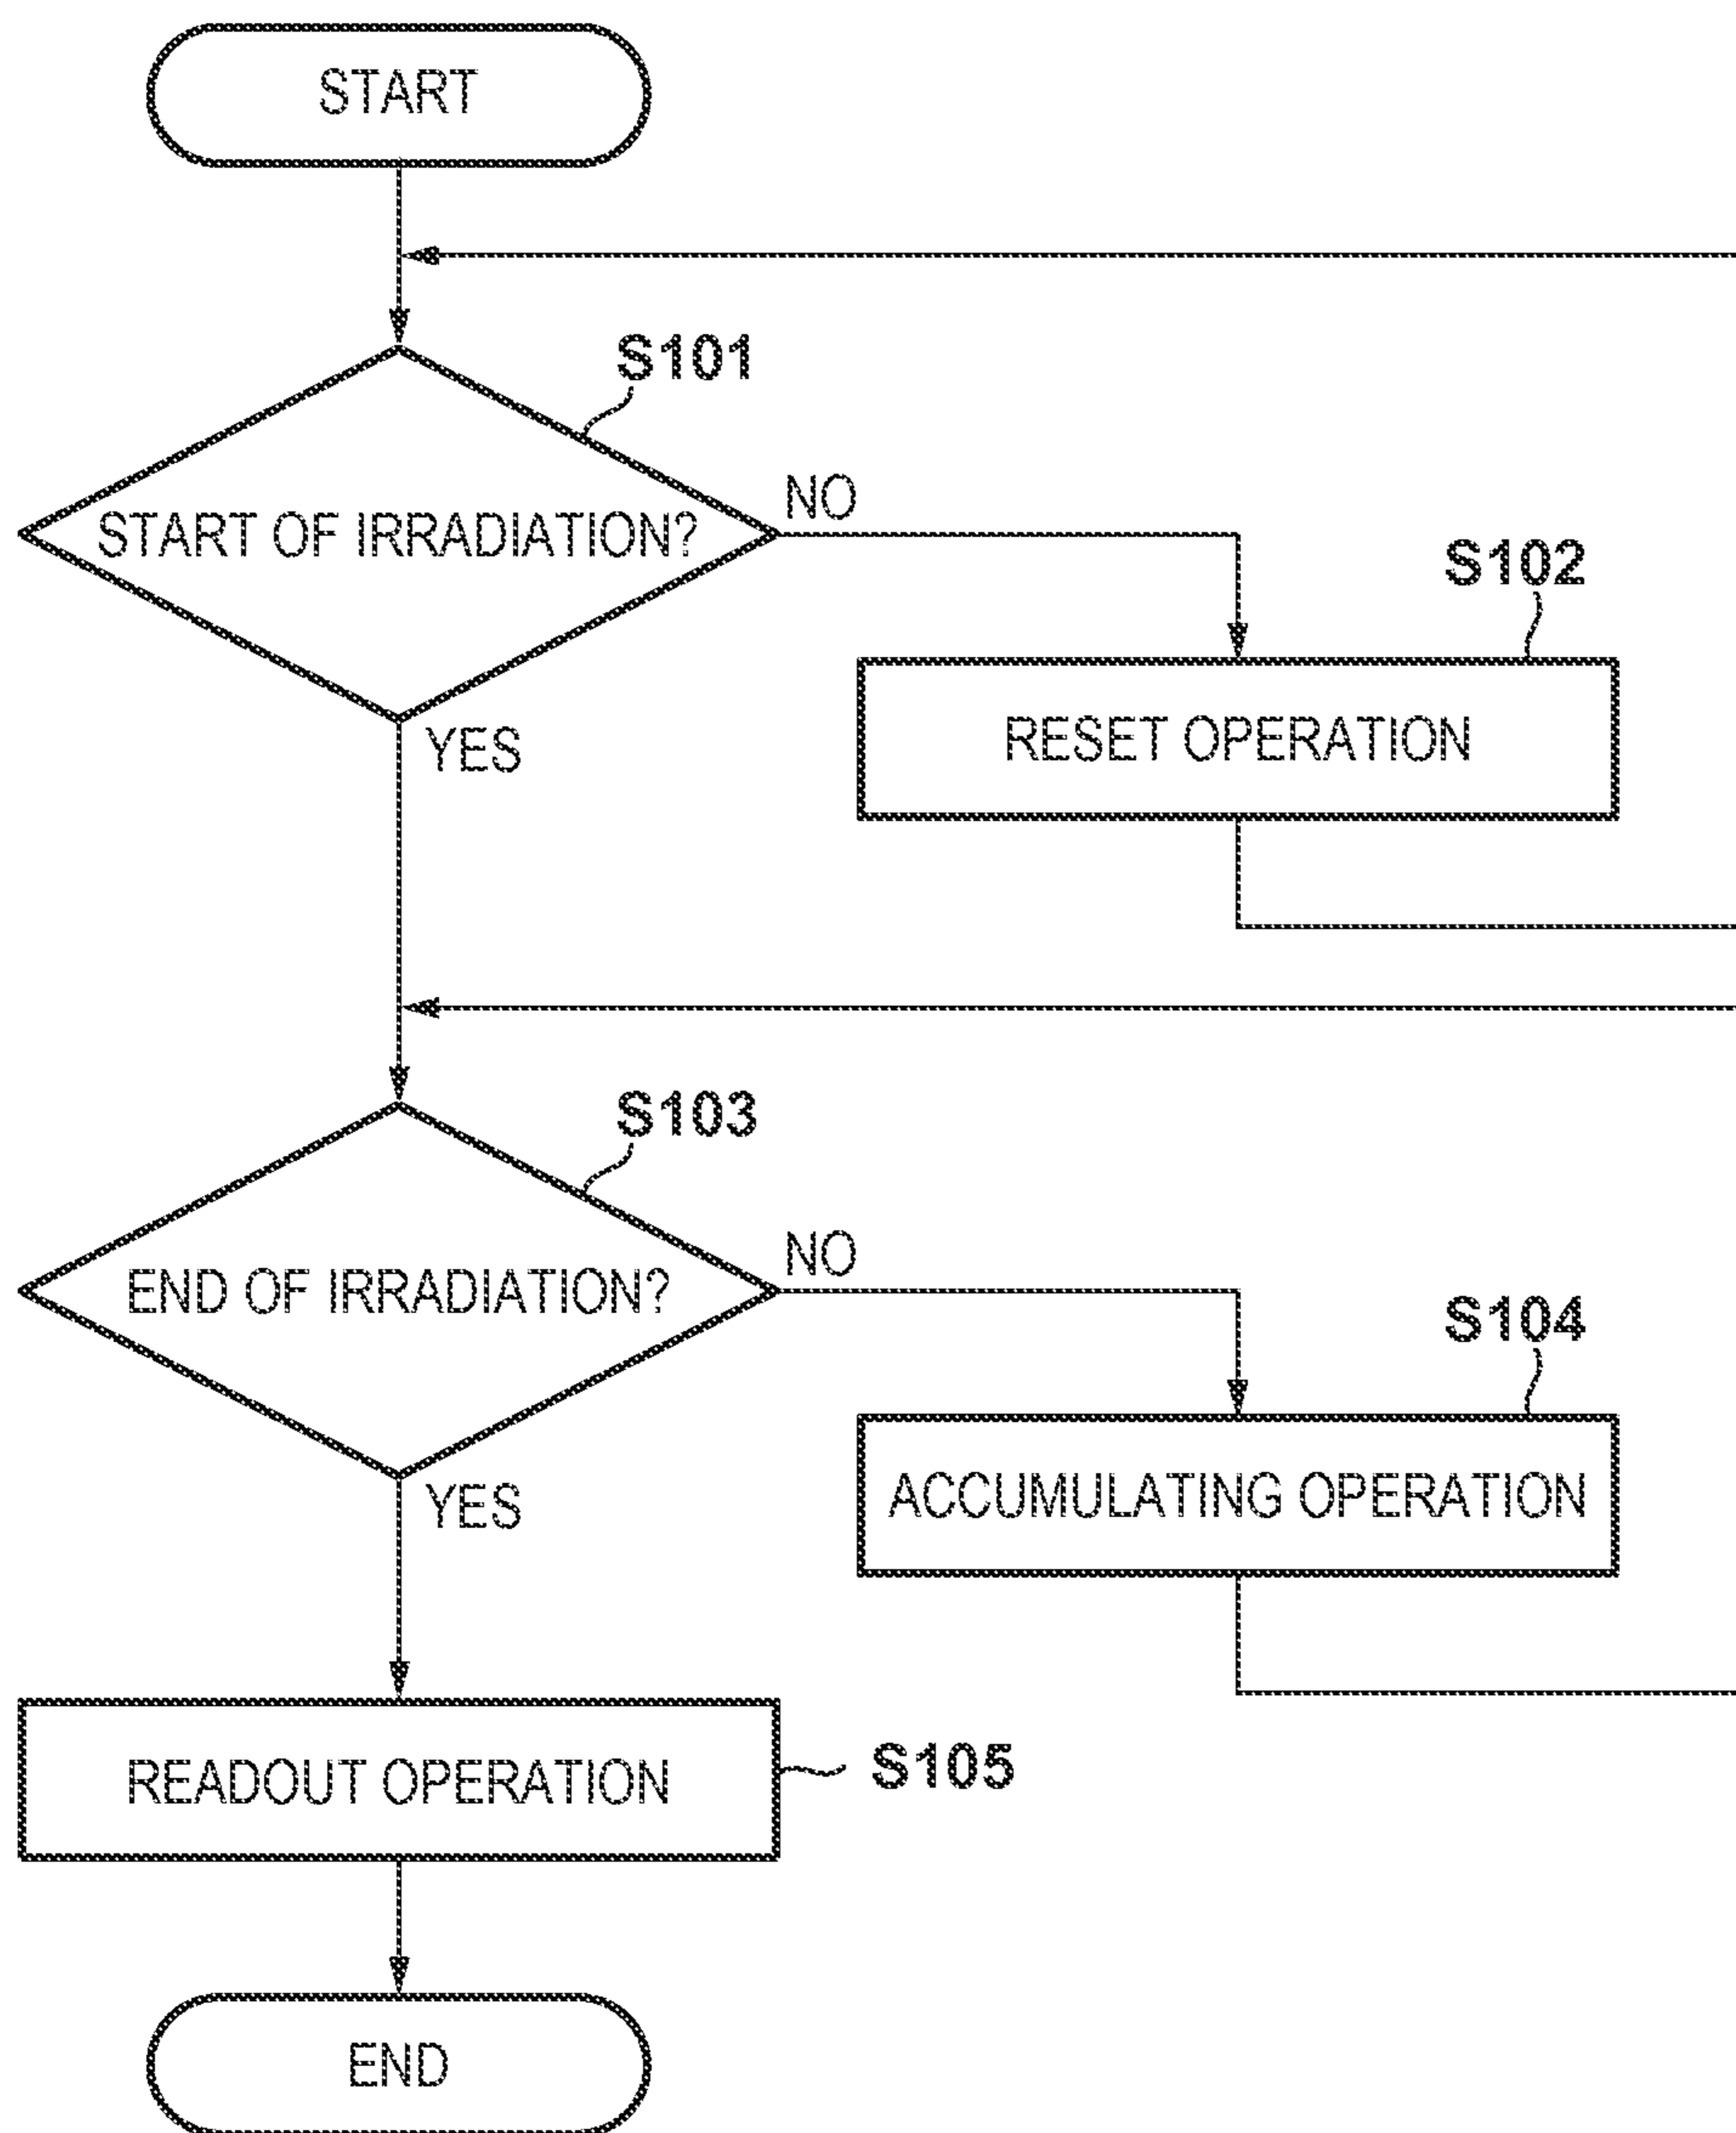 START
S101
START OF IRRADIATION?
NO
YES
S102
RESET OPERATION
S103
END OF IRRADIATION?
NO
YES
S104
ACCUMULATING OPERATION
READOUT OPERATION
S105
END